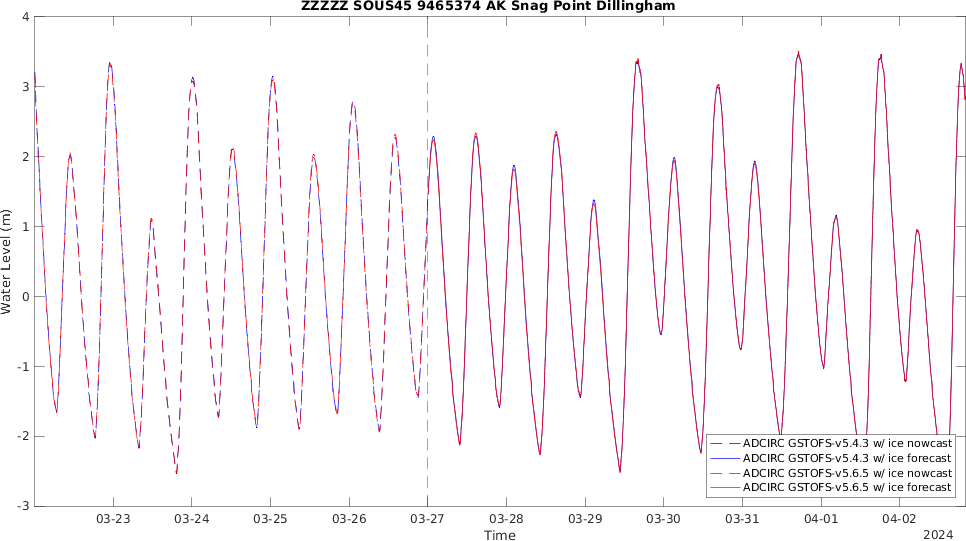 ZZZZZ SOUS45 9465374 AK Snag Point Dillingham
4
3
2
1
0
-1
-2
-3
Water Level (m)
ADCIRC GSTOFS-v5.4.3 w/ ice nowcast
ADCIRC GSTOFS-v5.4.3 w/ ice forecast
ADCIRC GSTOFS-v5.6.5 w/ ice nowcast
ADCIRC GSTOFS-v5.6.5 w/ ice forecast
03-23 03-24 03-25 03-26 03-27 03-28 03-29 03-30 03-31 04-01 04-02
Time
2024